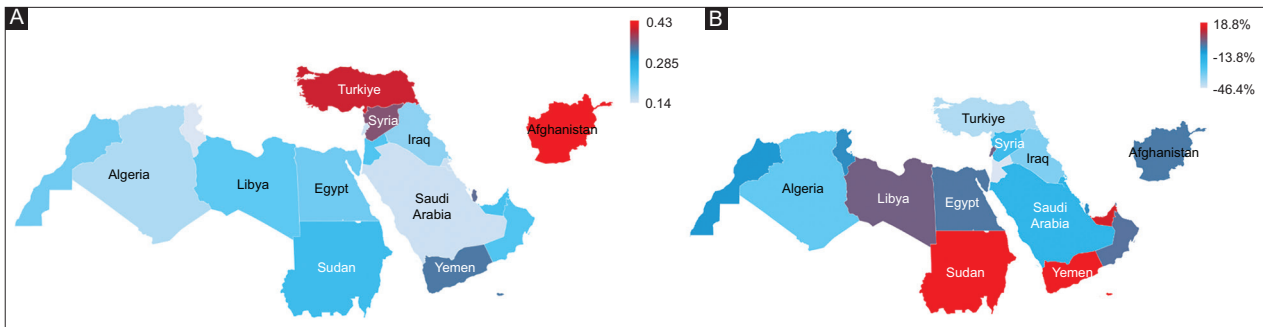 A
0.43
0.285
0.14
Turkiye
Syria
Iraq
Afghanistan
Algeria
Libya
Egypt
Saudi
Arabia
Sudan
Yemen
B
18.8%
-13.8%
-46.4%
Turkiye
Syria
Iraq
Afghanistan
Algeria
Libya
Egypt
Saudi
Arabia
Sudan
Yemen